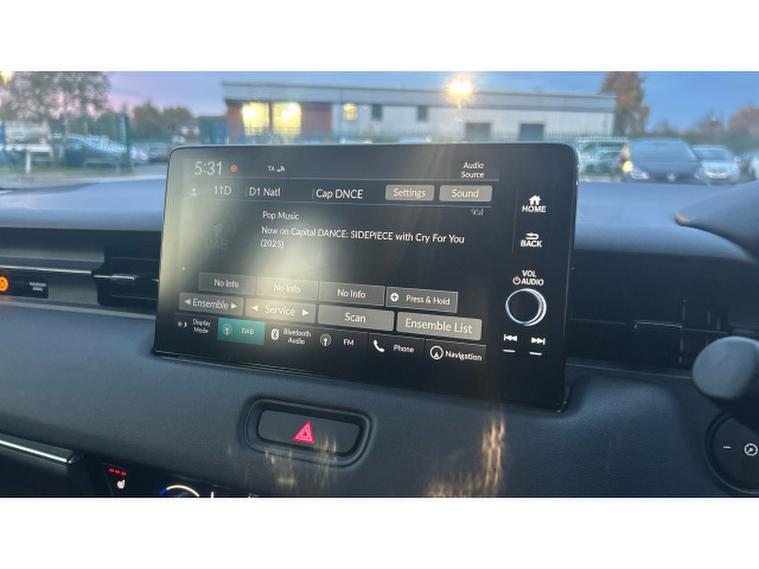 5:31
TA
Audio
Source
11D
D1 Natl
Cap DNCE
Settings
Sound
HOME
Pop Music
Now on Capital DANCE: SIDEPIECE with Cry For You
(2025)
DAB
BACK
VOL
AUDIO
No Info
No Info
No Info
Press & Hold
Ensemble
Service
Scan
Ensemble List
Display
Mode
DAB
Bluetooth
Audio
FM
Phone
Navigation